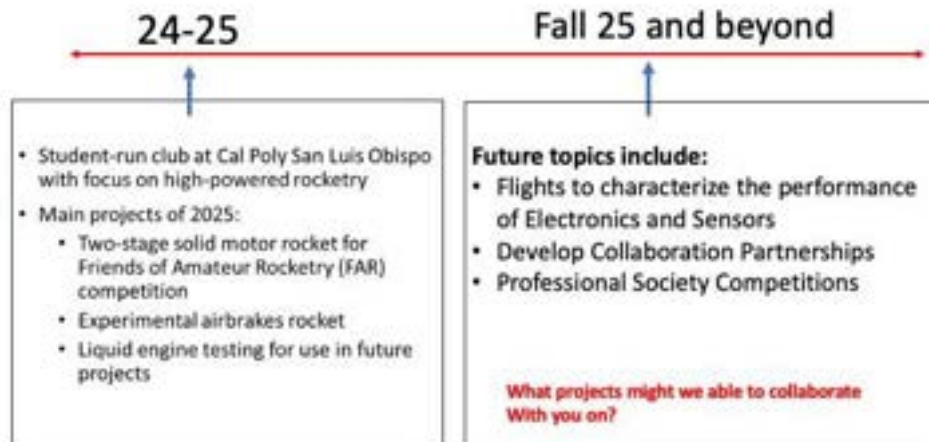 24-25
Fall 25 and beyond
• Student-run club at Cal Poly San Luis Obispo
with focus on high-powered rocketry
• Main projects of 2025:
• Two-stage solid motor rocket for
Friends of Amateur Rocketry (FAR)
competition
• Experimental airbrakes rocket
• Liquid engine testing for use in future
projects
Future topics include:
• Flights to characterize the performance
of Electronics and Sensors
• Develop Collaboration Partnerships
• Professional Society Competitions
What projects might we able to collaborate
With you on?